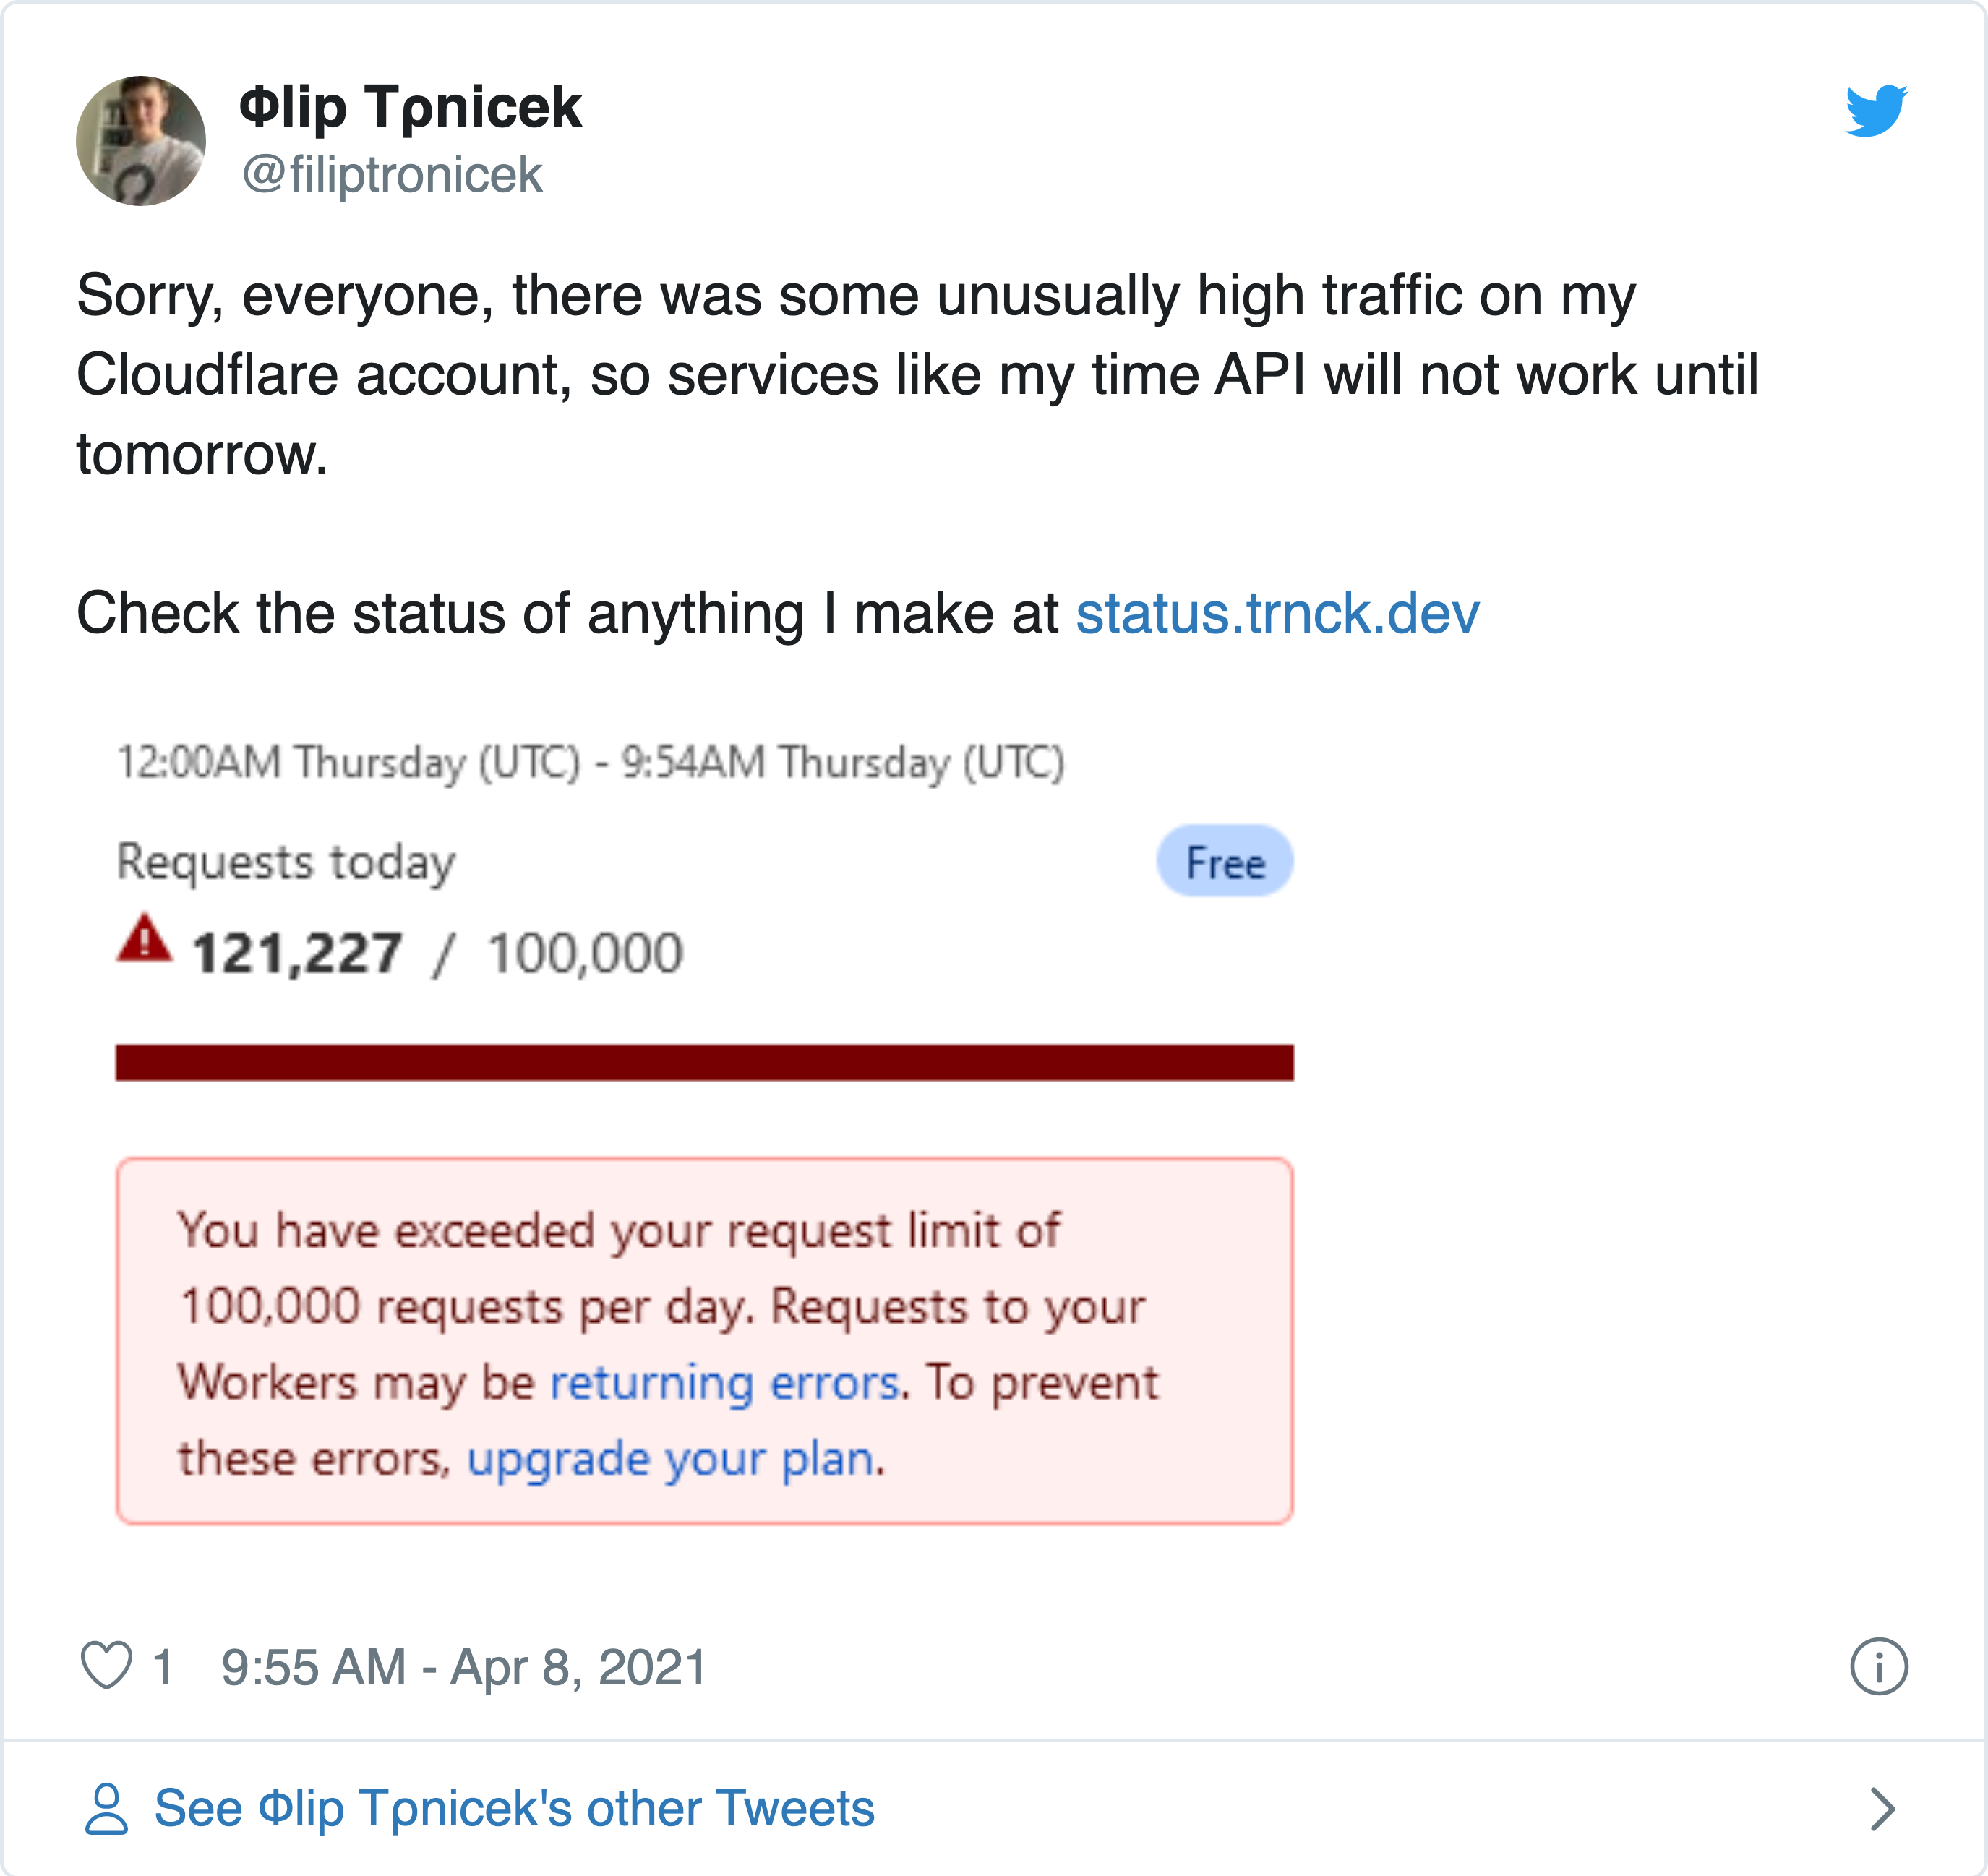 Φlip Tρnicek
@filiptronicek
Sorry, everyone, there was some unusually high traffic on my
Cloudflare account, so services like my time API will not work until
tomorrow.
Check the status of anything I make at status.trnck.dev
12:00AM Thursday (UTC) - 9:54AM Thursday (UTC)
Requests today
Free
121,227 / 100,000
You have exceeded your request limit of
100,000 requests per day. Requests to your
Workers may be returning errors. To prevent
these errors, upgrade your plan.
1 9:55 AM - Apr 8, 2021
See Φlip Tρnicek's other Tweets